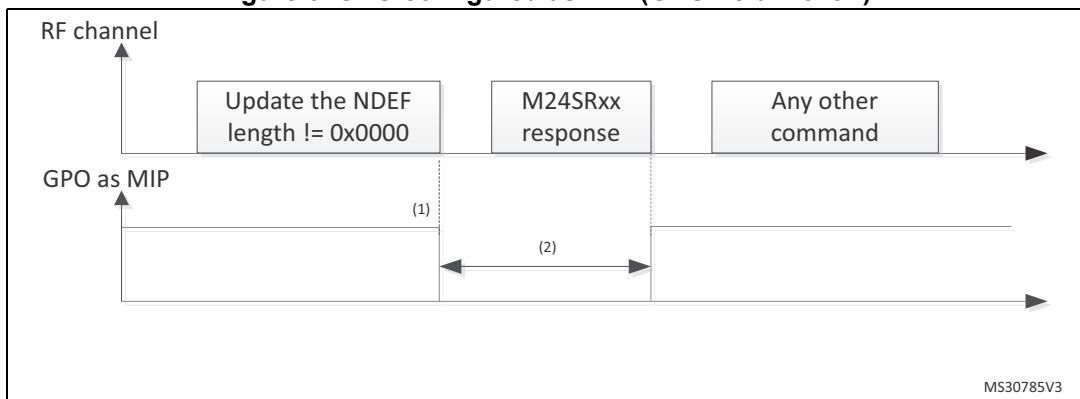 RF channel
Update the NDEF
length != 0x0000
M24SRxx
response
Any other
command
GPO as MIP
(1)
(2)
MS30785V3